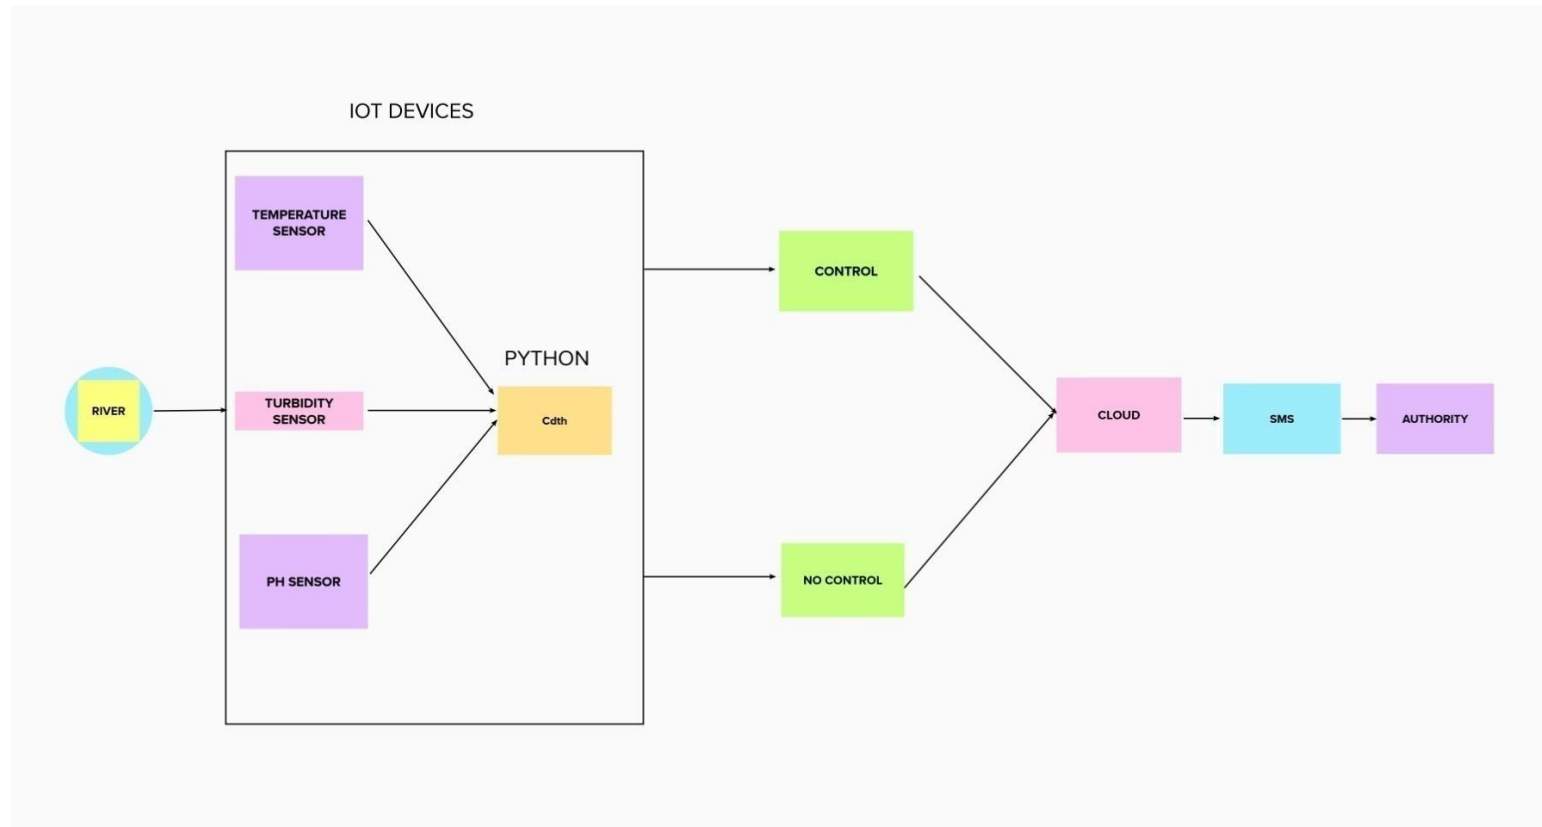 IOT DEVICES
TEMPERATURE
SENSOR
CONTROL
PYTHON
RIVER
TURBIDITY
SENSOR
Cdth
CLOUD
SMS
AUTHORITY
PH SENSOR
NO CONTROL